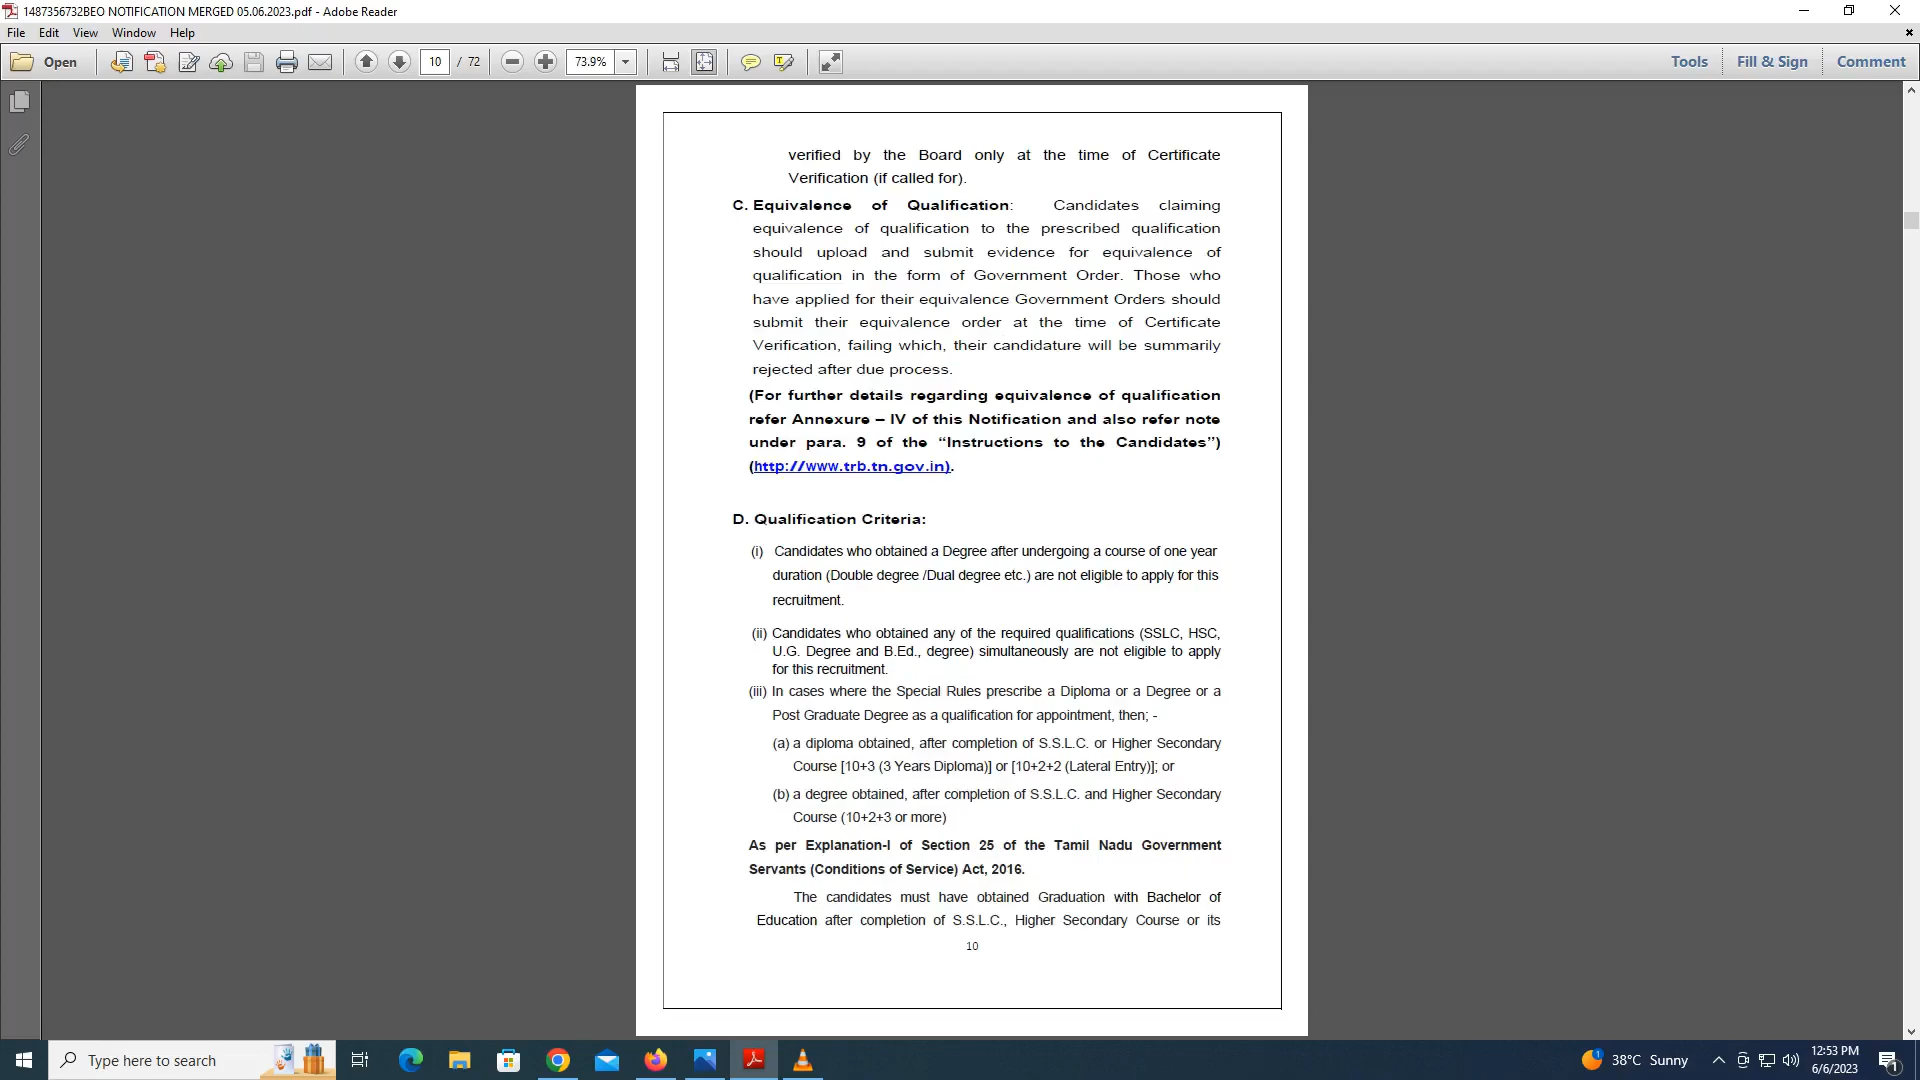 1487356732BEO NOTIFICATION MERGED 05.06.2023.pdf - Adobe Reader
File Edit View Window Help
Open 10 / 72 73.9% Tools Fill & Sign Comment
verified by the Board only at the time of Certificate
Verification (if called for).
C. Equivalence of Qualification: Candidates claiming
equivalence of qualification to the prescribed qualification
should upload and submit evidence for equivalence of
qualification in the form of Government Order. Those who
have applied for their equivalence Government Orders should
submit their equivalence order at the time of Certificate
Verification, failing which, their candidature will be summarily
rejected after due process.
(For further details regarding equivalence of qualification
refer Annexure – IV of this Notification and also refer note
under para. 9 of the “Instructions to the Candidates”)
(http://www.trb.tn.gov.in).
D. Qualification Criteria:
(i) Candidates who obtained a Degree after undergoing a course of one year
duration (Double degree /Dual degree etc.) are not eligible to apply for this
recruitment.
(ii) Candidates who obtained any of the required qualifications (SSLC, HSC,
U.G. Degree and B.Ed., degree) simultaneously are not eligible to apply
for this recruitment.
(iii) In cases where the Special Rules prescribe a Diploma or a Degree or a
Post Graduate Degree as a qualification for appointment, then; -
(a) a diploma obtained, after completion of S.S.L.C. or Higher Secondary
Course [10+3 (3 Years Diploma)] or [10+2+2 (Lateral Entry)]; or
(b) a degree obtained, after completion of S.S.L.C. and Higher Secondary
Course (10+2+3 or more)
As per Explanation-I of Section 25 of the Tamil Nadu Government
Servants (Conditions of Service) Act, 2016.
The candidates must have obtained Graduation with Bachelor of
Education after completion of S.S.L.C., Higher Secondary Course or its
10
Type here to search
1 38°C Sunny
12:53 PM
6/6/2023
1